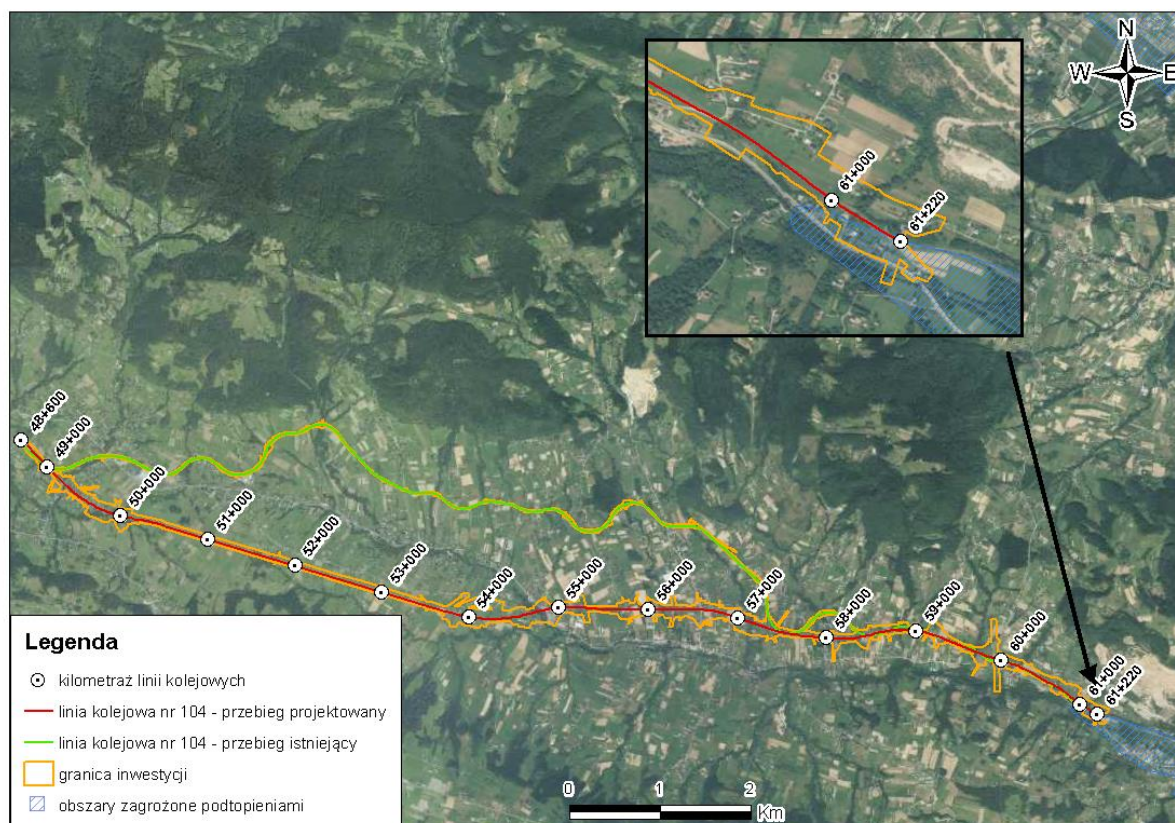 N
W E
S
61+000
61+220
48+600
49+000
50+000
51+000
52+000
53+000
54+000
55+000
56+000
57+000
58+000
59+000
60+000
61+000
61+220
Legenda
kilometraż linii kolejowych
linia kolejowa nr 104 - przebieg projektowany
linia kolejowa nr 104 - przebieg istniejący
granica inwestycji
obszary zagrożone podtopieniami
0 1 2
Km